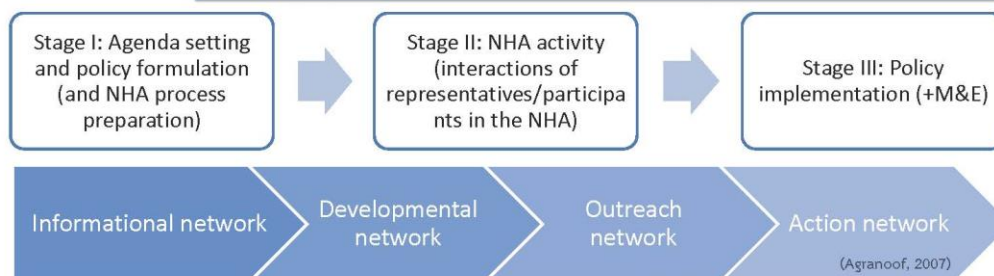 Stage I: Agenda setting
and policy formulation
(and NHA process
preparation)
Stage II: NHA activity
(interactions of
representatives/participa
nts in the NHA)
Stage III: Policy
implementation (+M&E)
Informational network
Developmental
network
Outreach
network
Action network
(Agranoof, 2007)